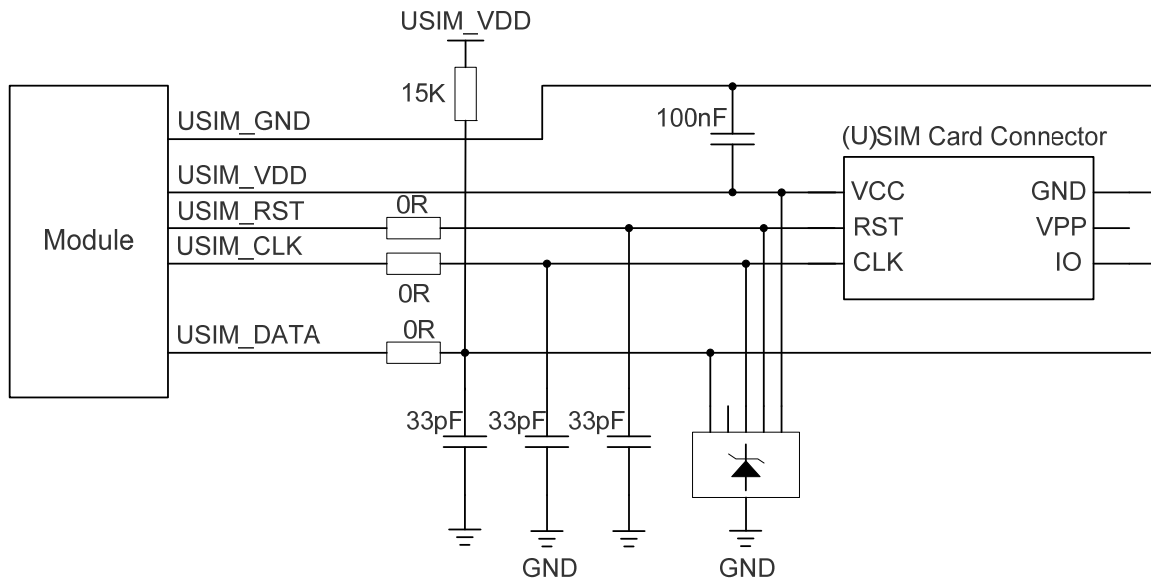 USIM_VDD
15K
USIM_GND
100nF
(U)SIM Card Connector
USIM_VDD
VCC
GND
USIM_RST
0R
RST
VPP
Module
USIM_CLK
0R
CLK
IO
USIM_DATA
0R
33pF
33pF
33pF
GND
GND